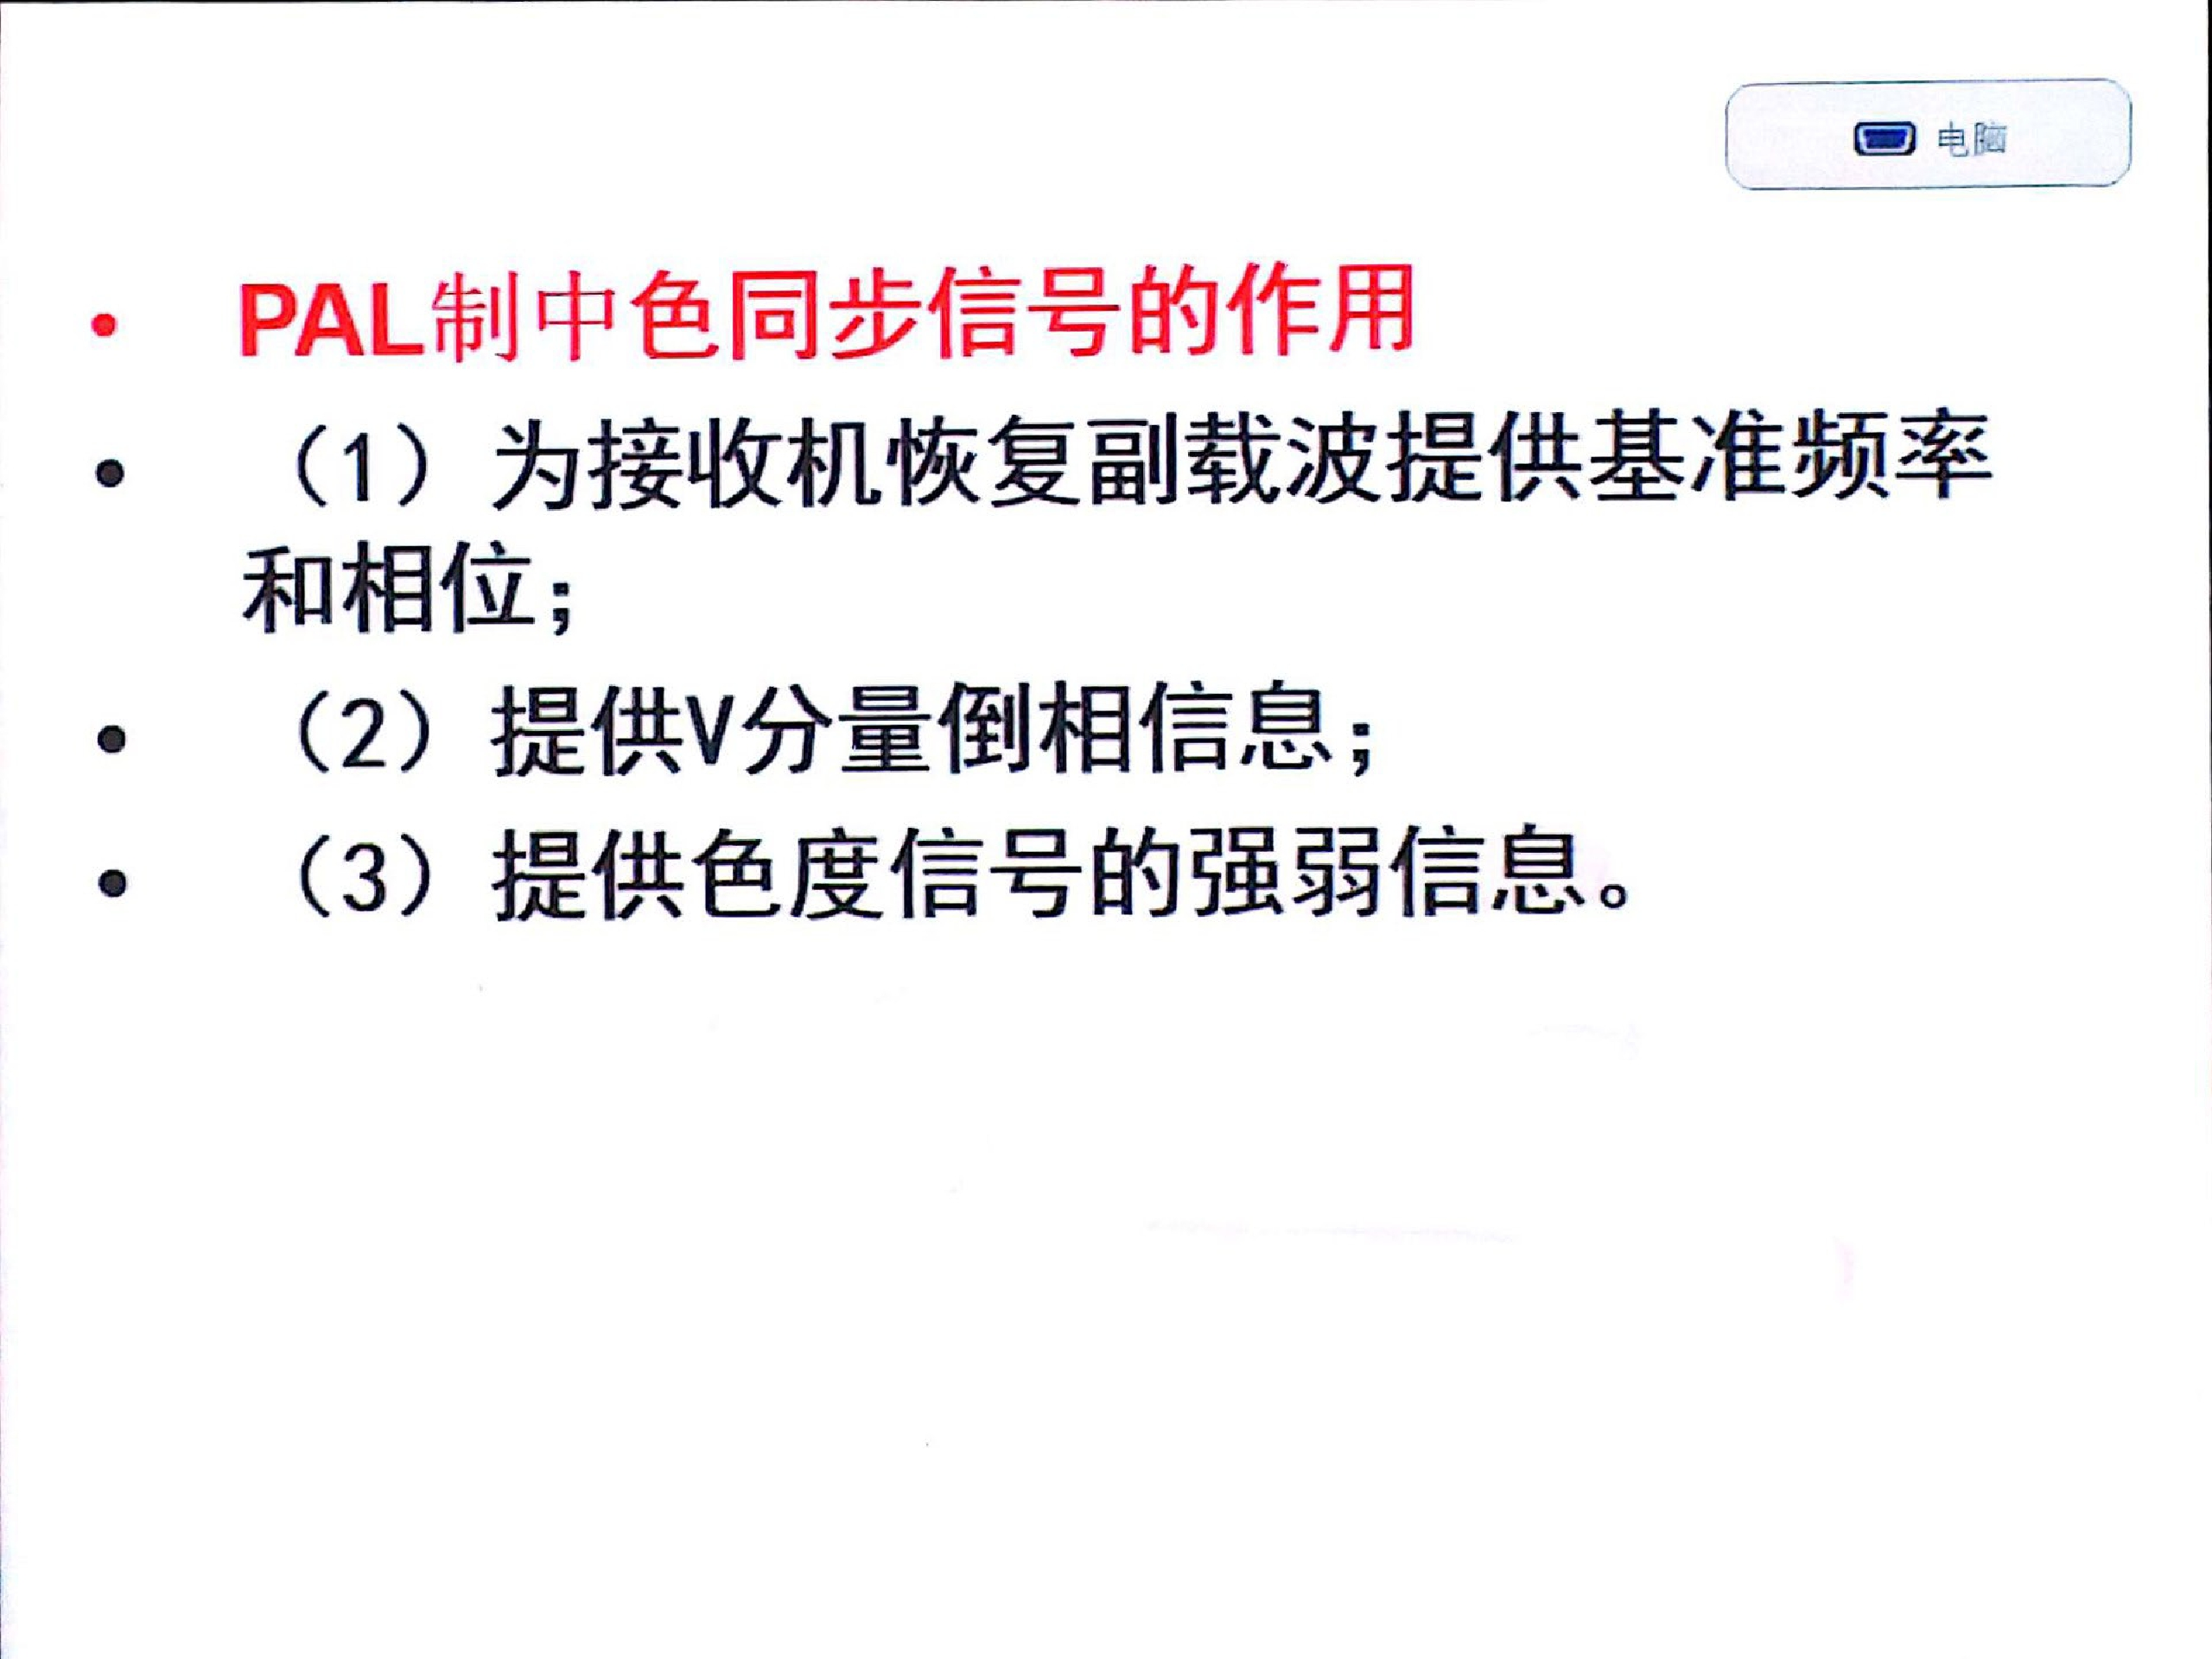 电脑
• PAL制中色同步信号的作用
• （1）为接收机恢复副载波提供基准频率
和相位；
• （2）提供V分量倒相信息；
• （3）提供色度信号的强弱信息。